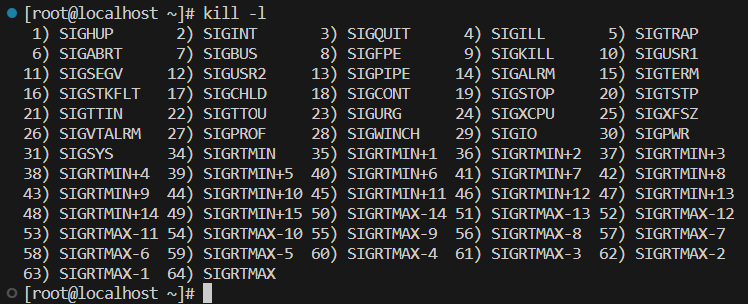 [root@localhost ~]# kill -l
 1) SIGHUP       2) SIGINT       3) SIGQUIT      4) SIGILL       5) SIGTRAP
 6) SIGABRT      7) SIGBUS       8) SIGFPE       9) SIGKILL     10) SIGUSR1
11) SIGSEGV     12) SIGUSR2     13) SIGPIPE     14) SIGALRM     15) SIGTERM
16) SIGSTKFLT   17) SIGCHLD     18) SIGCONT     19) SIGSTOP     20) SIGTSTP
21) SIGTTIN     22) SIGTTOU     23) SIGURG      24) SIGXCPU     25) SIGXFSZ
26) SIGVTALRM   27) SIGPROF     28) SIGWINCH    29) SIGIO       30) SIGPWR
31) SIGSYS      34) SIGRTMIN    35) SIGRTMIN+1  36) SIGRTMIN+2  37) SIGRTMIN+3
38) SIGRTMIN+4  39) SIGRTMIN+5  40) SIGRTMIN+6  41) SIGRTMIN+7  42) SIGRTMIN+8
43) SIGRTMIN+9  44) SIGRTMIN+10 45) SIGRTMIN+11 46) SIGRTMIN+12 47) SIGRTMIN+13
48) SIGRTMIN+14 49) SIGRTMIN+15 50) SIGRTMAX-14 51) SIGRTMAX-13 52) SIGRTMAX-12
53) SIGRTMAX-11 54) SIGRTMAX-10 55) SIGRTMAX-9  56) SIGRTMAX-8  57) SIGRTMAX-7
58) SIGRTMAX-6  59) SIGRTMAX-5  60) SIGRTMAX-4  61) SIGRTMAX-3  62) SIGRTMAX-2
63) SIGRTMAX-1  64) SIGRTMAX
[root@localhost ~]#